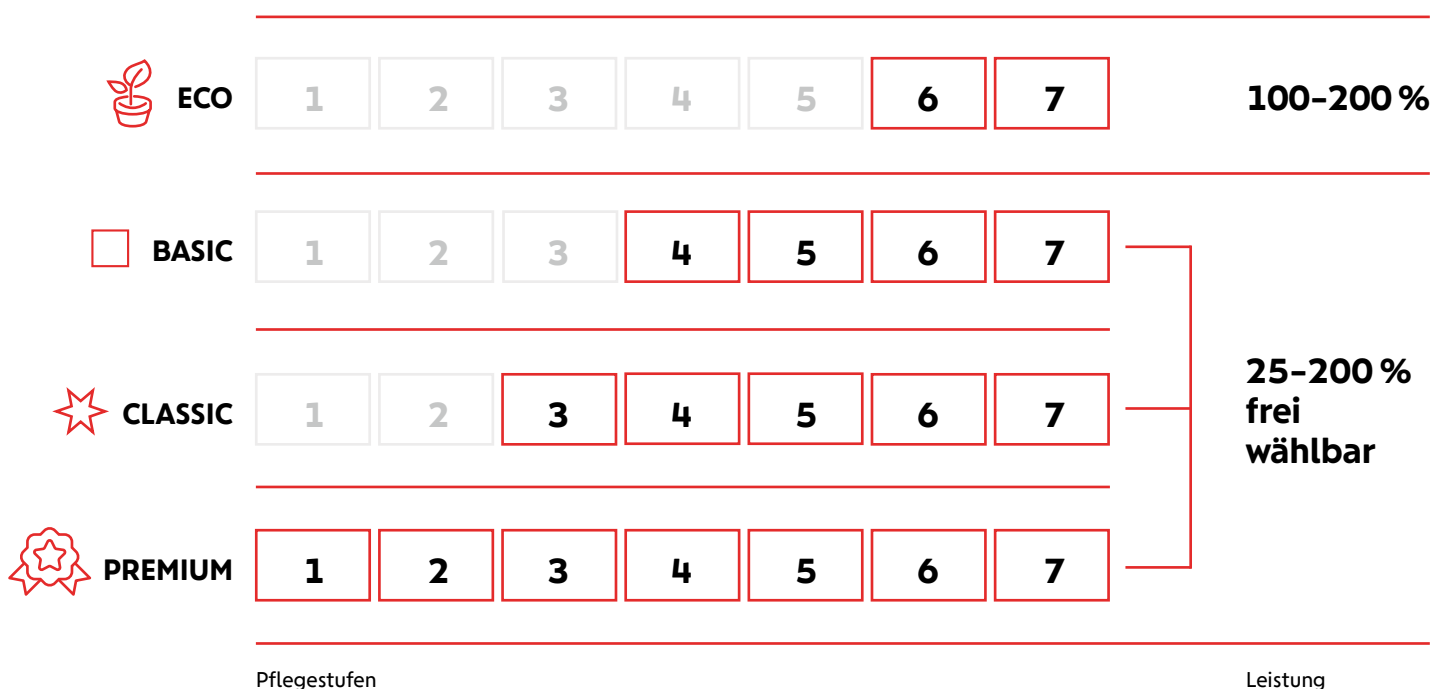 ECO 1 2 3 4 5 6 7 100–200 %
BASIC 1 2 3 4 5 6 7
CLASSIC 1 2 3 4 5 6 7
25–200 %
frei
wählbar
PREMIUM 1 2 3 4 5 6 7
Pflegestufen Leistung